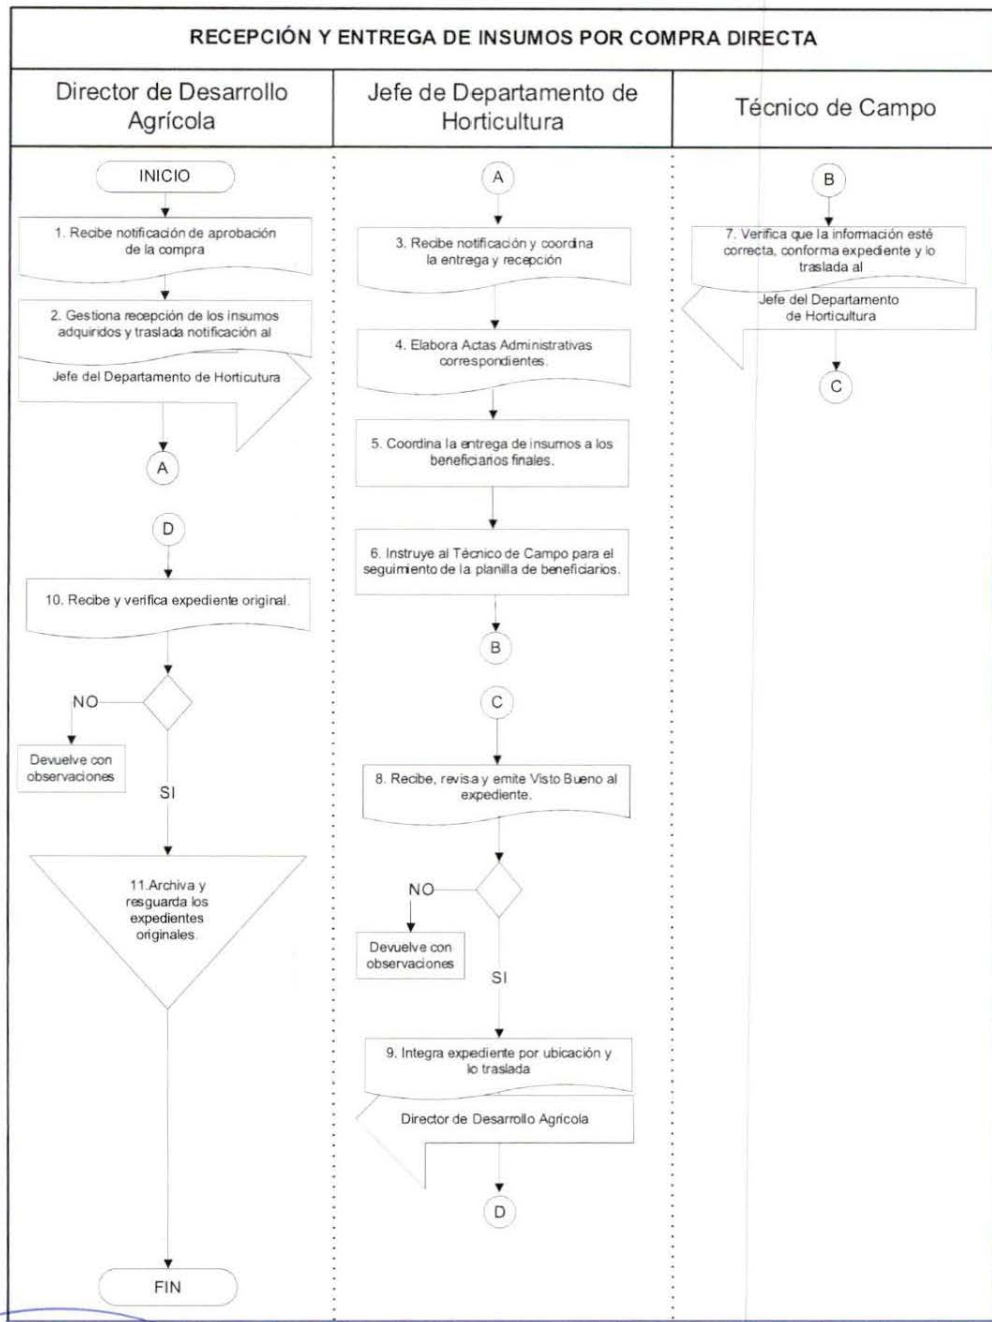 RECEPCIÓN Y ENTREGA DE INSUMOS POR COMPRA DIRECTA
Director de Desarrollo
Agrícola
INICIO
1. Recibe notificación de aprobación
de la compra
2. Gestiona recepción de los insumos
adquiridos y traslada notificación al
Jefe del Departamento de Horticutura
A
D
10. Recibe y verifica expediente original.
NO
Devuelve con
observaciones
SI
11.Archiva y
resguarda los
expedientes
originales.
FIN
Jefe de Departamento de
Horticultura
A
3. Recibe notificación y coordina
la entrega y recepción
4. Elabora Actas Administrativas
correspondientes.
5. Coordina la entrega de insumos a los
beneficiarios finales.
6. Instruye al Técnico de Campo para el
seguimiento de la planilla de beneficiarios.
B
C
8. Recibe, revisa y emite Visto Bueno al
expediente.
NO
Devuelve con
observaciones
SI
9. Integra expediente por ubicación y
lo traslada
Director de Desarrollo Agrícola
D
Técnico de Campo
B
7. Verifica que la información esté
correcta, conforma expediente y lo
traslada al
Jefe del Departamento
de Horticultura
C